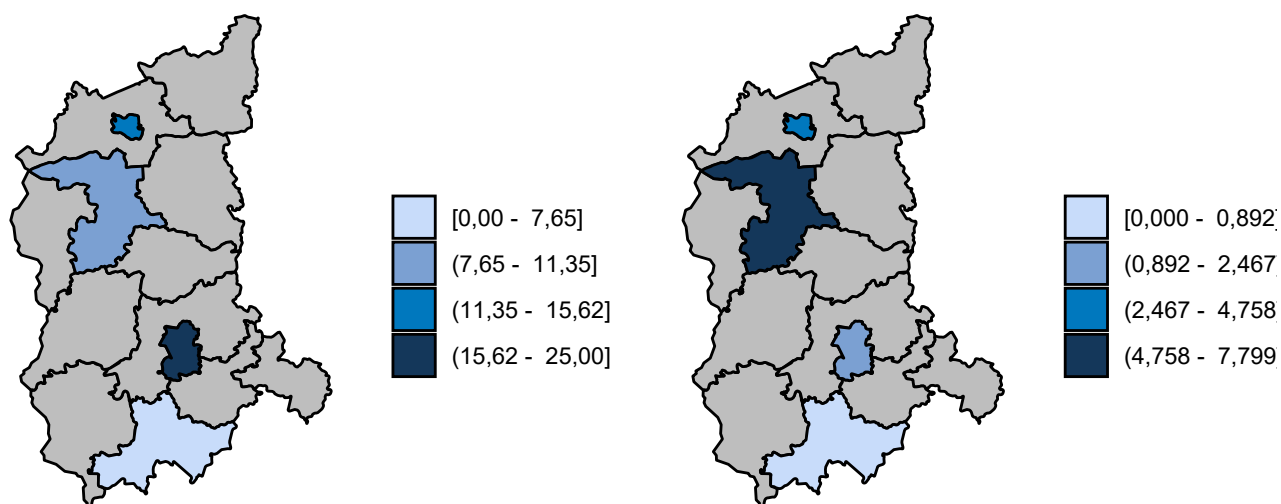 [0,00 - 7,65]
(7,65 - 11,35]
(11,35 - 15,62]
(15,62 - 25,00]
[0,000 - 0,892]
(0,892 - 2,467]
(2,467 - 4,758]
(4,758 - 7,799]